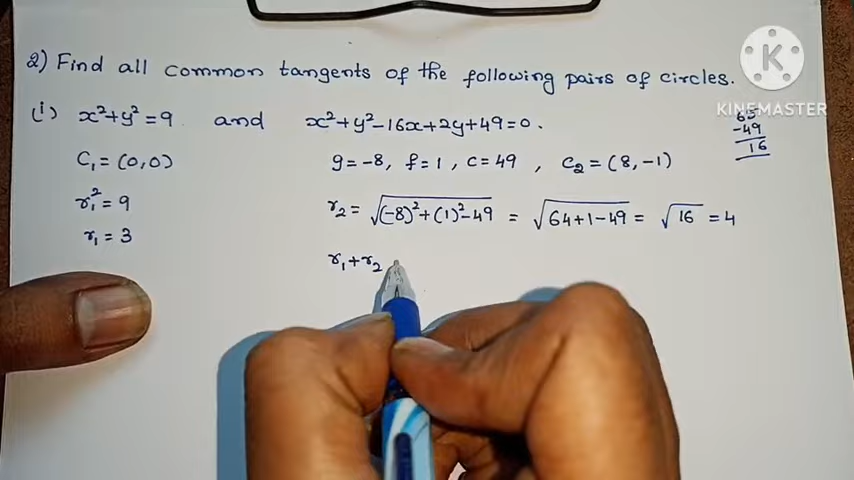 2) Find all common tangents of the following pairs of circles.
(i) x²+y²=9 and x²+y²-16x+2y+49=0.
C₁ = (0,0) g=-8, f=1, c=49, C₂=(8,-1)
r₁² = 9 r₂ = √(-8)²+(1)²-49 = √64+1-49 = √16 = 4
r₁ = 3
r₁+r₂
65
-49
16
K
KINEMASTER